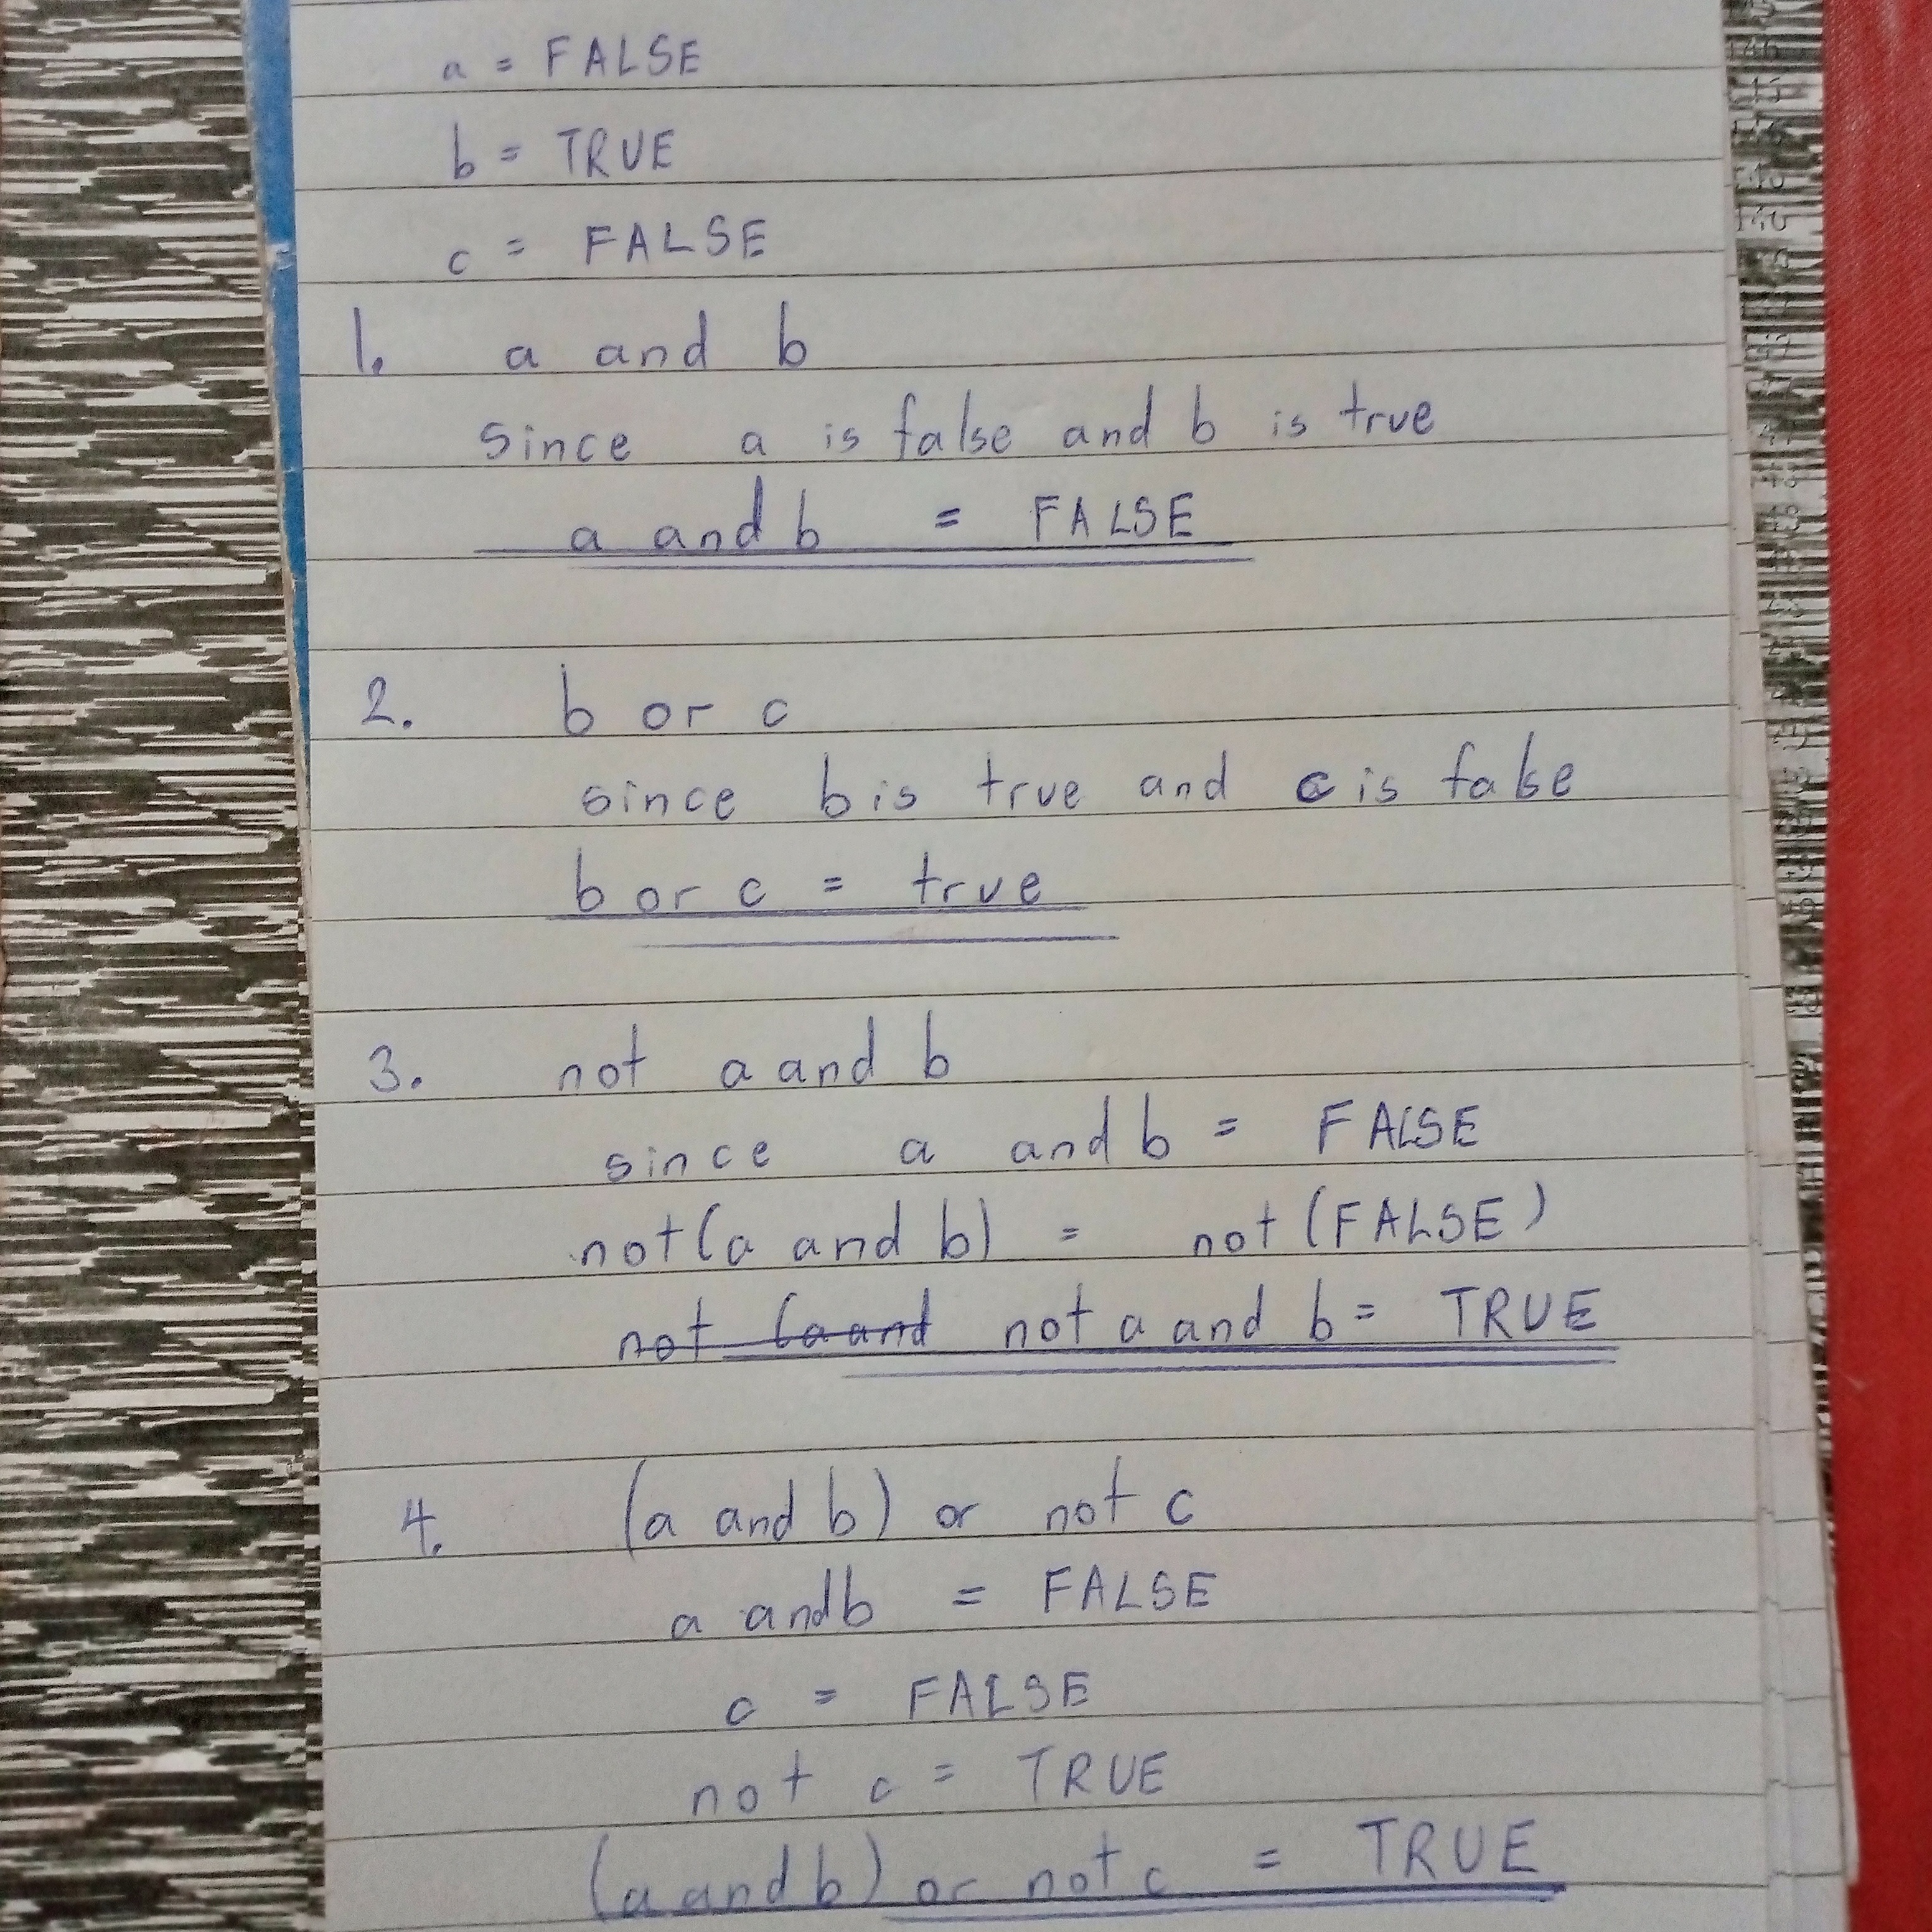 a = FALSE
b = TRUE
c = FALSE
1. a and b
since a is false and b is true
a and b = FALSE
2. b or c
since b is true and c is false
b or c = true
3. not a and b
since a and b = FALSE
not (a and b) = not (FALSE)
not (a and not a and b = TRUE
4. (a and b) or not c
a and b = FALSE
c = FALSE
not c = TRUE
(a and b) or not c = TRUE